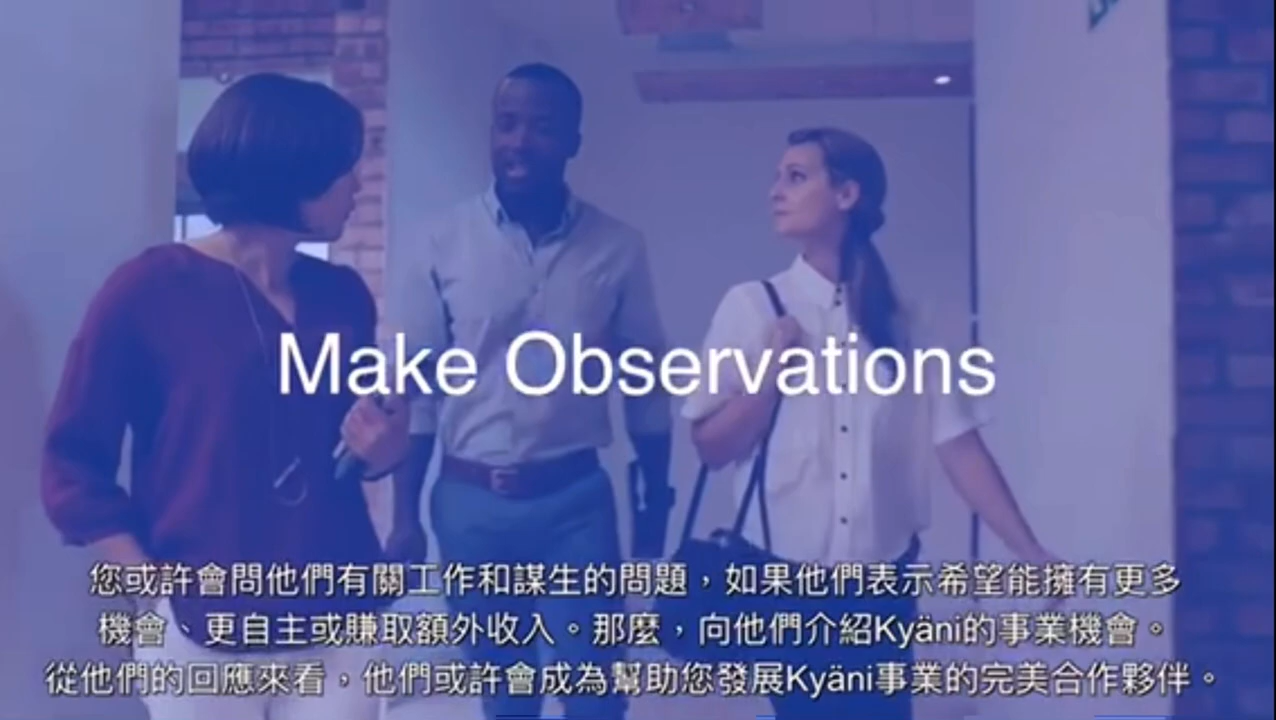 Make Observations
您或許會問他們有關工作和謀生的問題，如果他們表示希望能擁有更多
機會、更自主或賺取額外收入。那麼，向他們介紹Kyäni的事業機會。
從他們的回應來看，他們或許會成為幫助您發展Kyäni事業的完美合作夥伴。